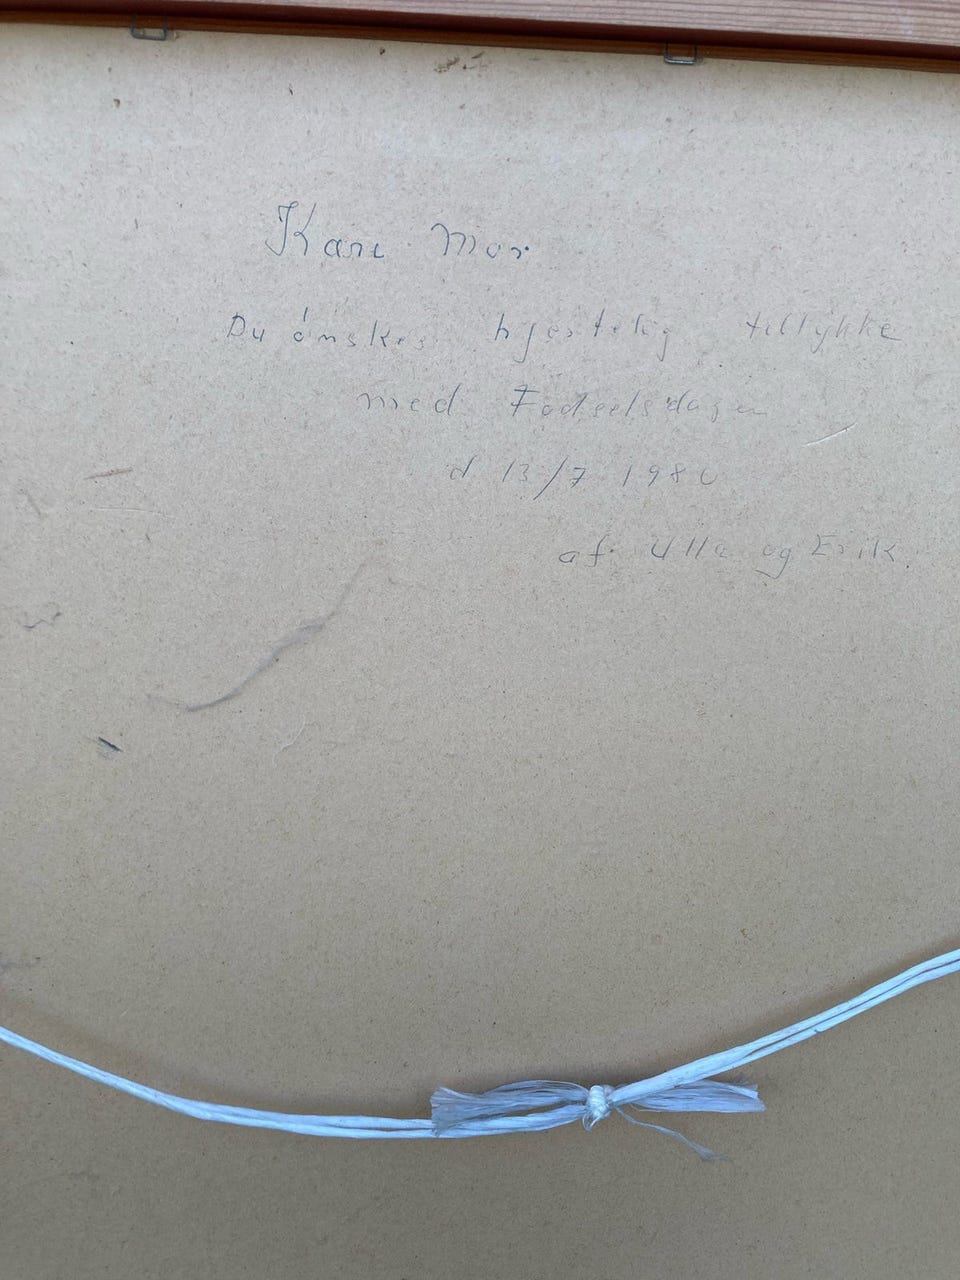 Kære Mor
Du ønskes hjertelig tillykke
med Fødselsdagen
d 13/7 1980
af Ulla og Erik